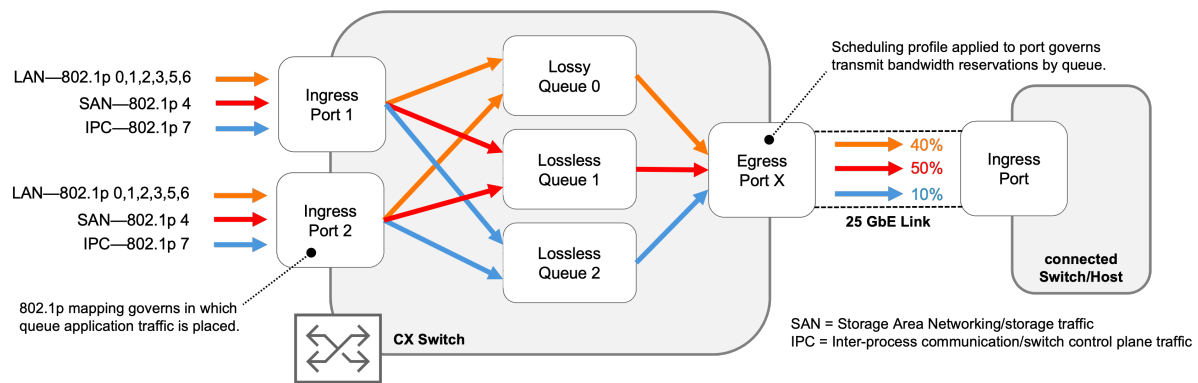 LAN—802.1p 0,1,2,3,5,6
SAN—802.1p 4
IPC—802.1p 7
LAN—802.1p 0,1,2,3,5,6
SAN—802.1p 4
IPC—802.1p 7
802.1p mapping governs in which
queue application traffic is placed.
Ingress
Port 1
Ingress
Port 2
Lossy
Queue 0
Lossless
Queue 1
Lossless
Queue 2
CX Switch
Scheduling profile applied to port governs
transmit bandwidth reservations by queue.
Egress
Port X
40%
50%
10%
25 GbE Link
Ingress
Port
connected
Switch/Host
SAN = Storage Area Networking/storage traffic
IPC = Inter-process communication/switch control plane traffic